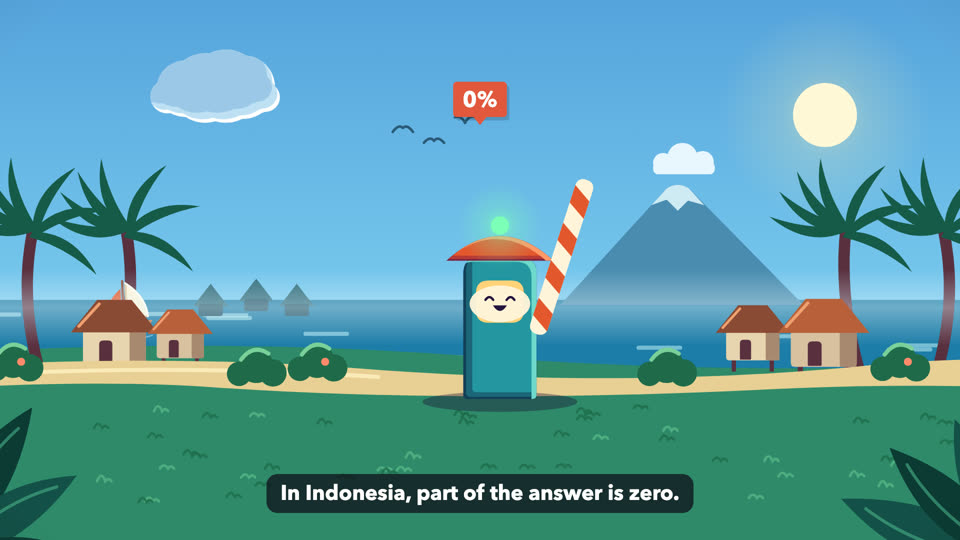 0%
In Indonesia, part of the answer is zero.